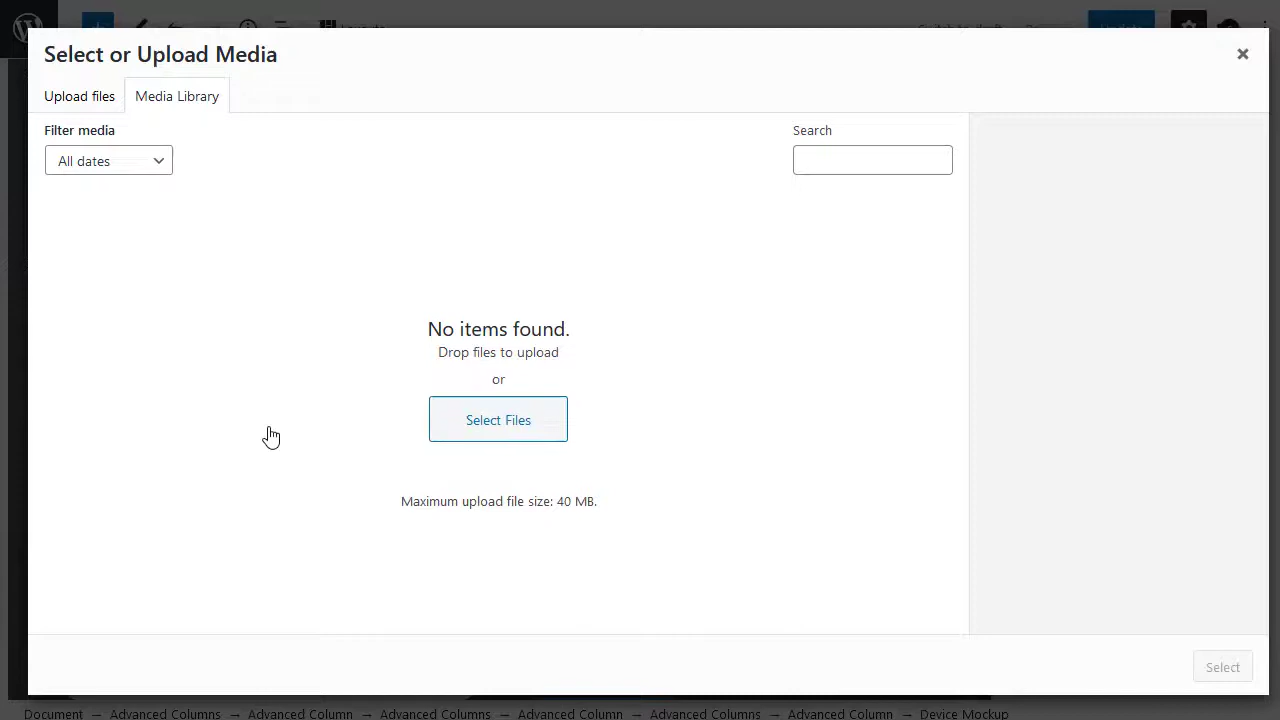 Select or Upload Media
Upload files
Media Library
Filter media
All dates
Search
No items found.
Drop files to upload
or
Select Files
Maximum upload file size: 40 MB.
Select
Document → Advanced Columns → Advanced Column → Advanced Columns → Advanced Column → Advanced Columns → Advanced Column → Device Mockup